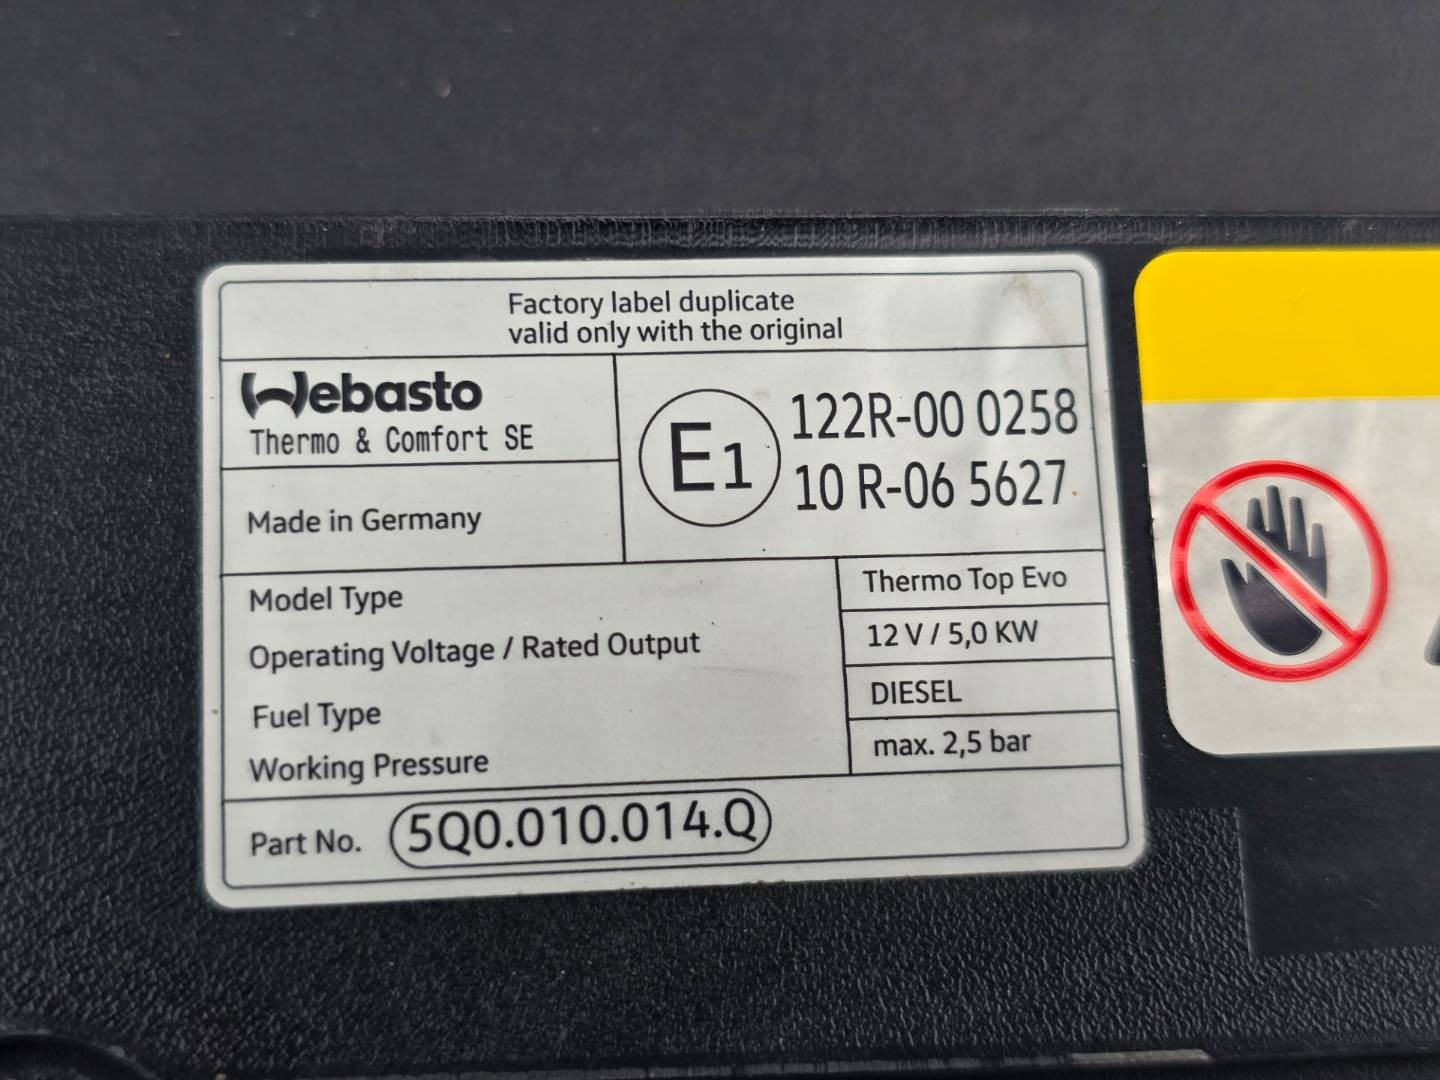 Factory label duplicate
valid only with the original
Webasto
Thermo & Comfort SE
Made in Germany
E1
122R-00 0258
10 R-06 5627
Model Type
Thermo Top Evo
Operating Voltage / Rated Output
12 V / 5,0 KW
Fuel Type
DIESEL
Working Pressure
max. 2,5 bar
Part No. 5Q0.010.014.Q